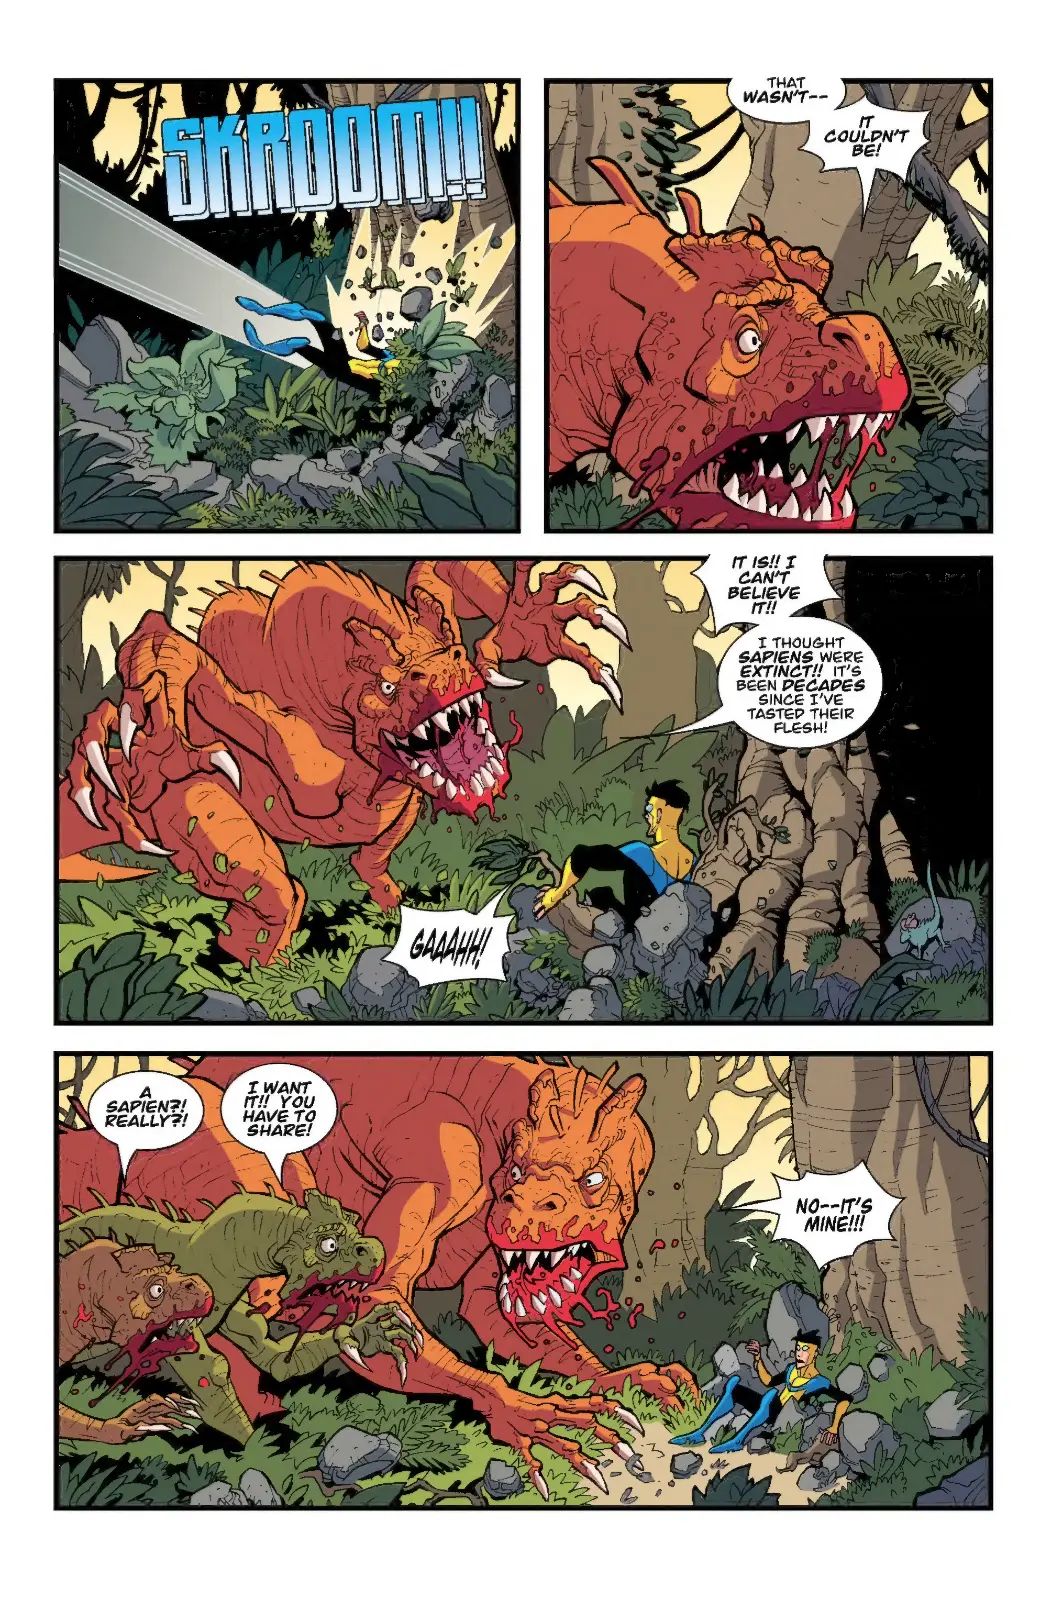 SKROOM!!
THAT
WASN'T--
IT
COULDN'T
BE!
IT IS!! I
CAN'T
BELIEVE
IT!!
I THOUGHT
SAPIENS WERE
EXTINCT!! IT'S
BEEN DECADES
SINCE I'VE
TASTED THEIR
FLESH!
GAAAHH!
A
SAPIEN?!
REALLY?!
I WANT
IT!! YOU
HAVE TO
SHARE!
NO--IT'S
MINE!!!